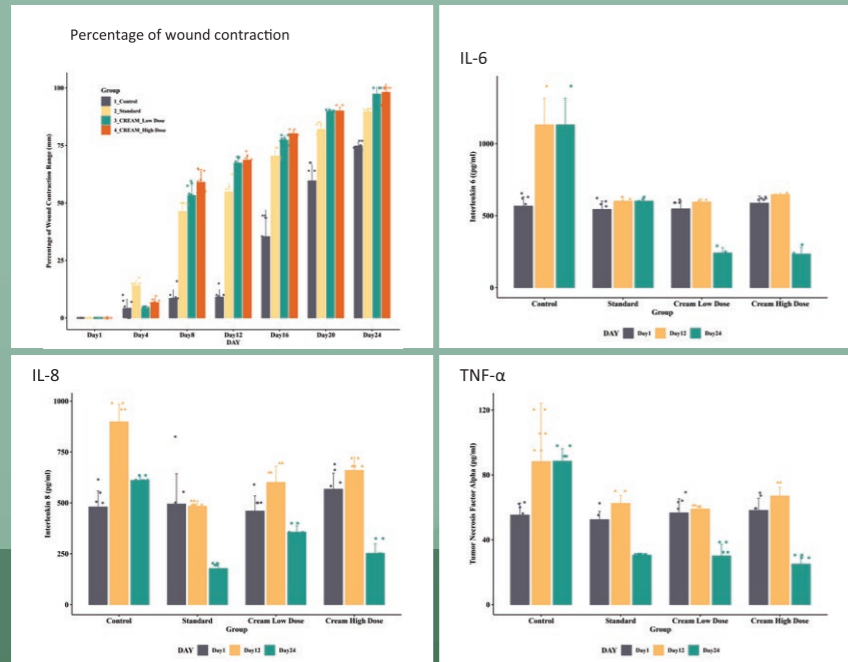 Percentage of wound contraction
Percentage of Wound Contraction Range (mm)
100
75
50
25
0
Group
1_Control
2_Standard
3_CREAM_Low Dose
4_CREAM_High Dose
Day1 Day4 Day8 Day12 Day16 Day20 Day24
DAY
IL-6
Interleukin 6 ((pg/ml)
1000
500
0
Control Standard Cream Low Dose Cream High Dose
Group
DAY Day1 Day12 Day24
IL-8
Interleukin 8 (pg/ml)
1000
750
500
250
0
Control Standard Cream Low Dose Cream High Dose
Group
DAY Day1 Day12 Day24
TNF-α
Tumor Necrosis Factor Alpha (pg/ml)
120
80
40
0
Control Standard Cream Low Dose Cream High Dose
Group
DAY Day1 Day12 Day24